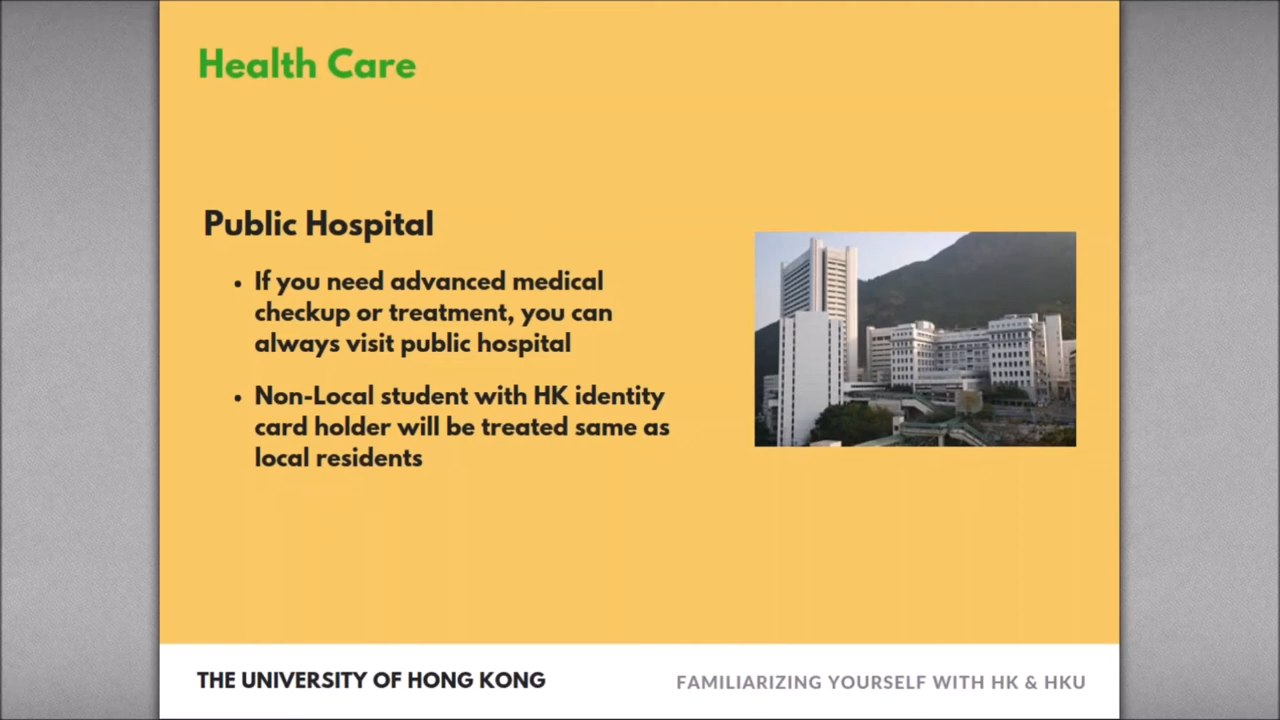 Health Care
Public Hospital
• If you need advanced medical
checkup or treatment, you can
always visit public hospital
• Non-Local student with HK identity
card holder will be treated same as
local residents
THE UNIVERSITY OF HONG KONG
FAMILIARIZING YOURSELF WITH HK & HKU